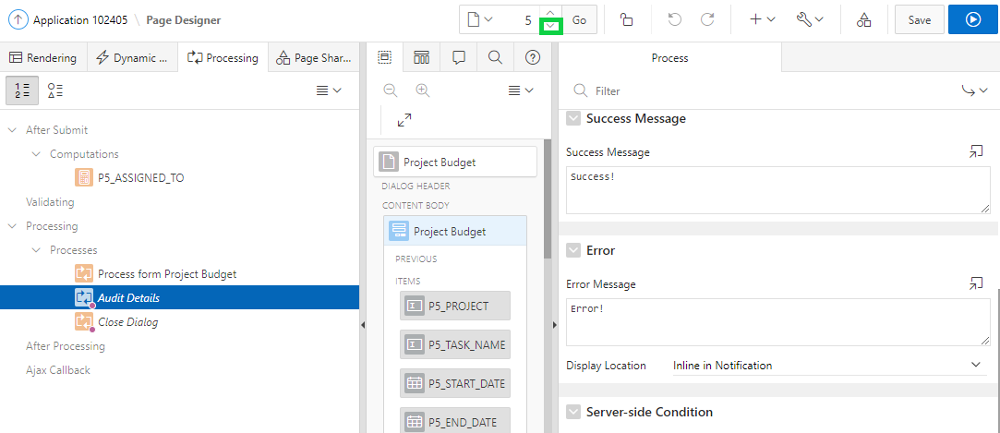 Application 102405 \ Page Designer
5
Go
Save
Rendering
Dynamic ...
Processing
Page Shar...
Process
Filter
After Submit
Computations
P5_ASSIGNED_TO
Validating
Processing
Processes
Process form Project Budget
Audit Details
Close Dialog
After Processing
Ajax Callback
Project Budget
DIALOG HEADER
CONTENT BODY
Project Budget
PREVIOUS
ITEMS
P5_PROJECT
P5_TASK_NAME
P5_START_DATE
P5_END_DATE
Success Message
Success Message
Success!
Error
Error Message
Error!
Display Location
Inline in Notification
Server-side Condition